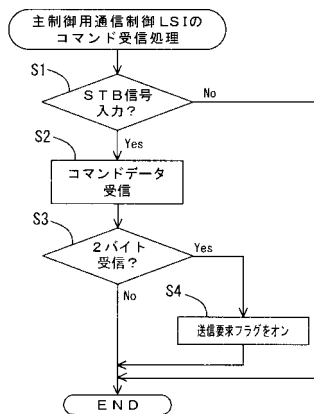 主制御用通信制御LSIの
コマンド受信処理
S1
STB信号
入力？
No
Yes
S2
コマンドデータ
受信
S3
2バイト
受信？
Yes
No
S4
送信要求フラグをオン
END